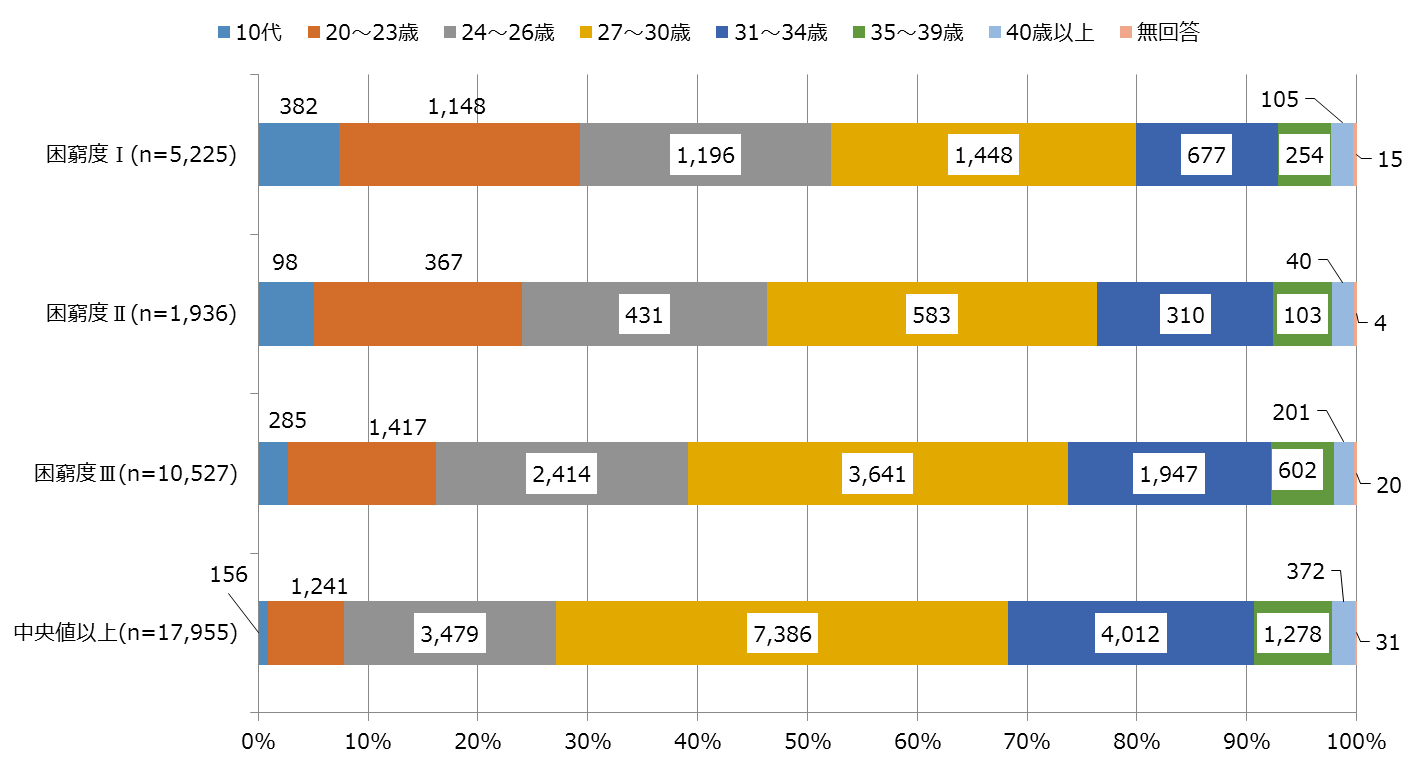 10代 20～23歳 24～26歳 27～30歳 31～34歳 35～39歳 40歳以上 無回答
382 1,148 105
困窮度Ⅰ(n=5,225) 1,196 1,448 677 254 15
98 367 40
困窮度Ⅱ(n=1,936) 431 583 310 103 4
285 1,417 201
困窮度Ⅲ(n=10,527) 2,414 3,641 1,947 602 20
156 1,241 372
中央値以上(n=17,955) 3,479 7,386 4,012 1,278 31
0% 10% 20% 30% 40% 50% 60% 70% 80% 90% 100%